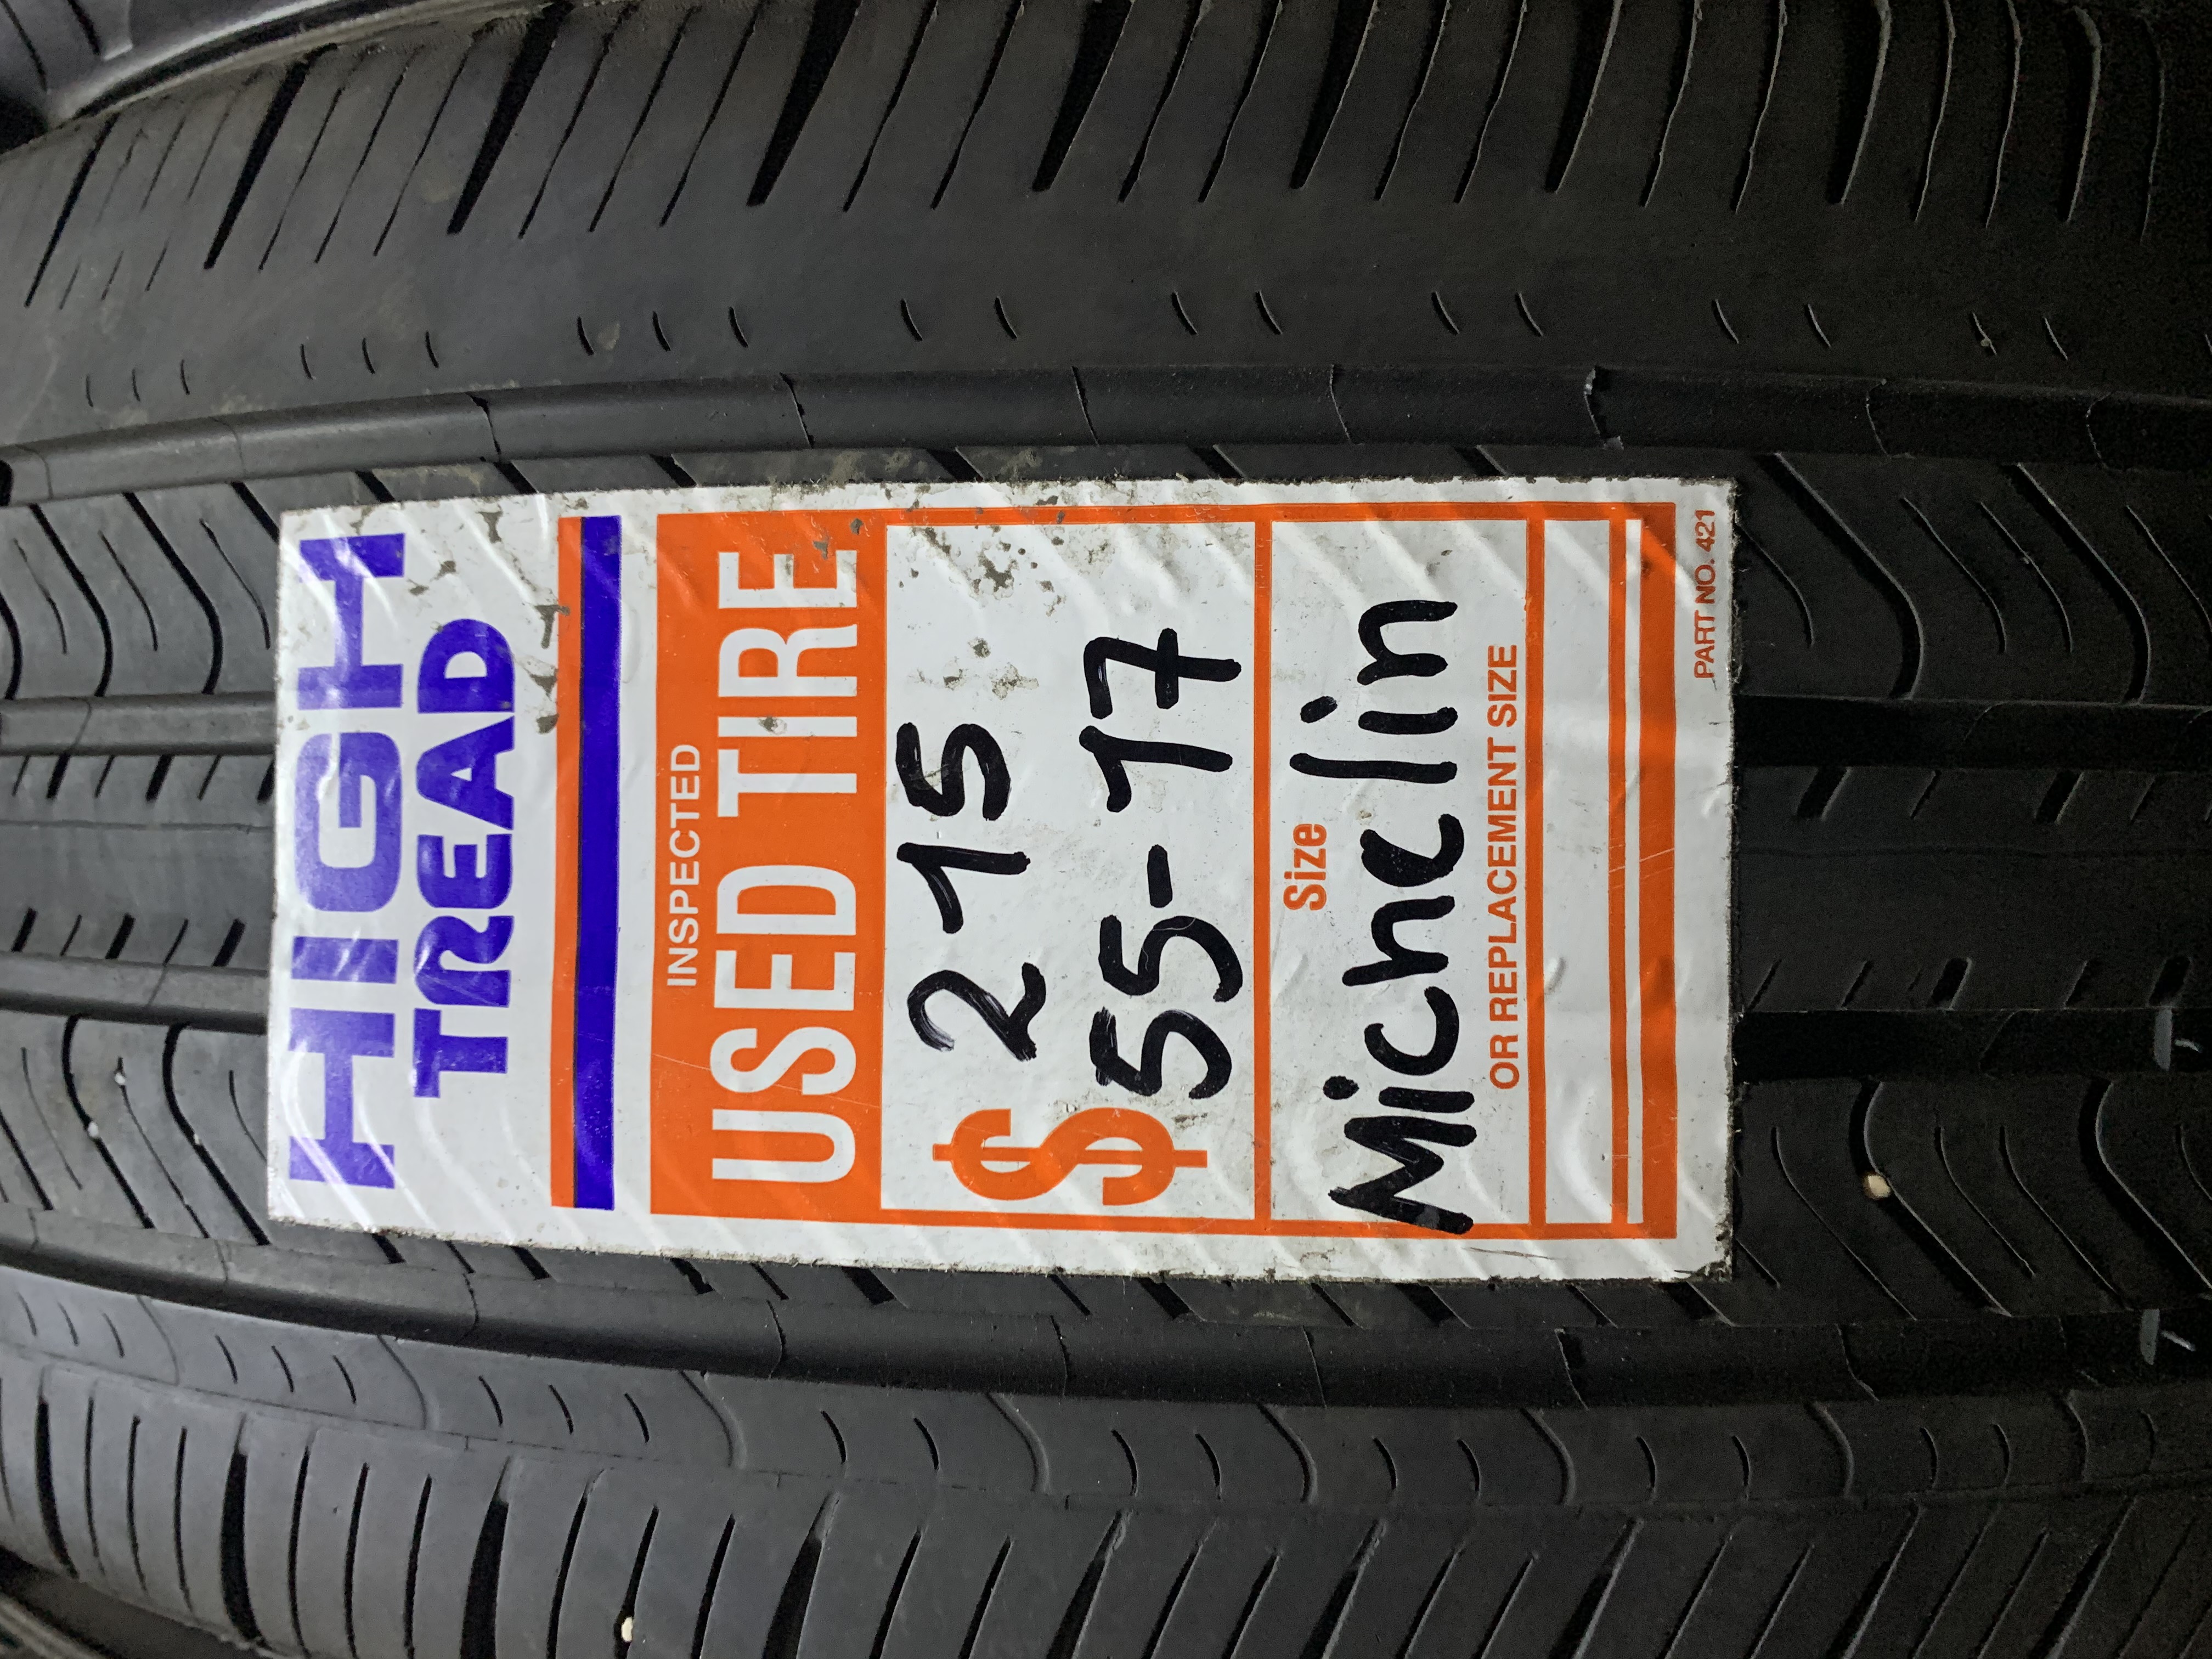 HIGH
TREAD
INSPECTED
USED TIRE
$ 215
55-17
Size
Michelin
OR REPLACEMENT SIZE
PART NO. 421